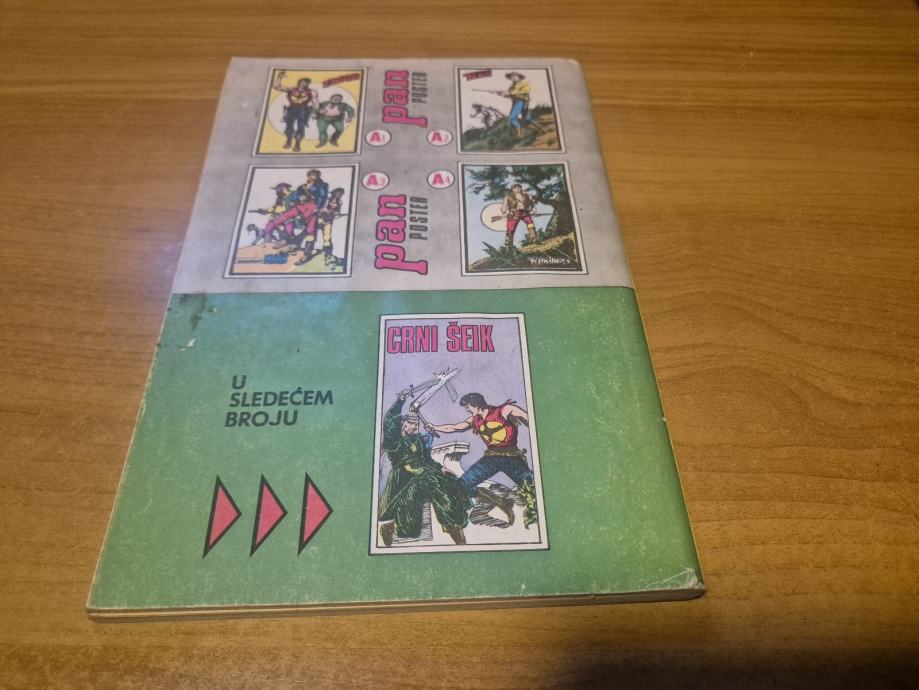 pan
POSTER
A1
A2
A3
A4
pan
POSTER
CRNI ŠEIK
U
SLEDEĆEM
BROJU